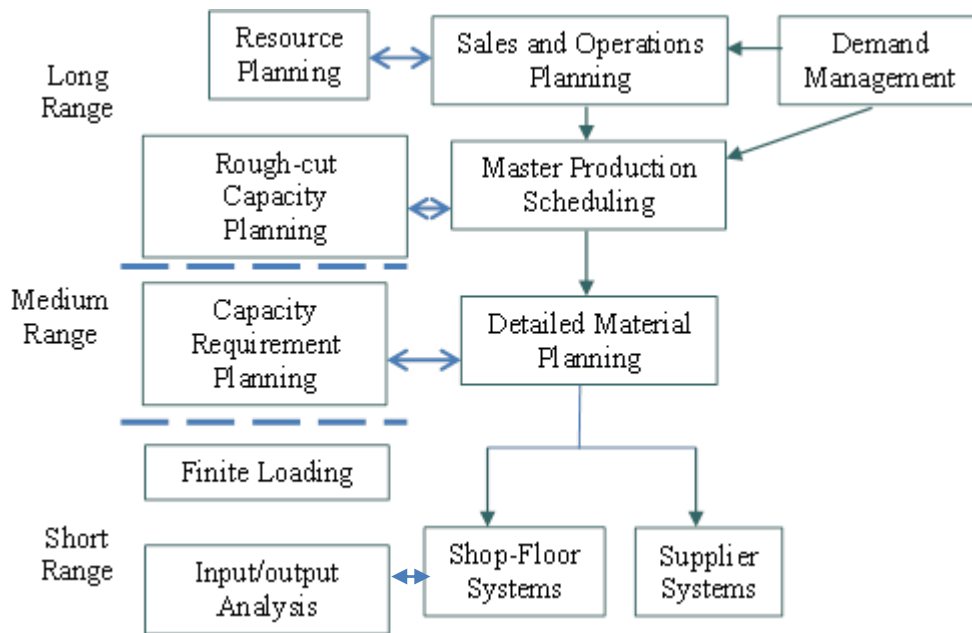 Resource
Planning
Sales and Operations
Planning
Demand
Management
Long
Range
Rough-cut
Capacity
Planning
Master Production
Scheduling
Medium
Range
Capacity
Requirement
Planning
Detailed Material
Planning
Finite Loading
Short
Range
Input/output
Analysis
Shop-Floor
Systems
Supplier
Systems